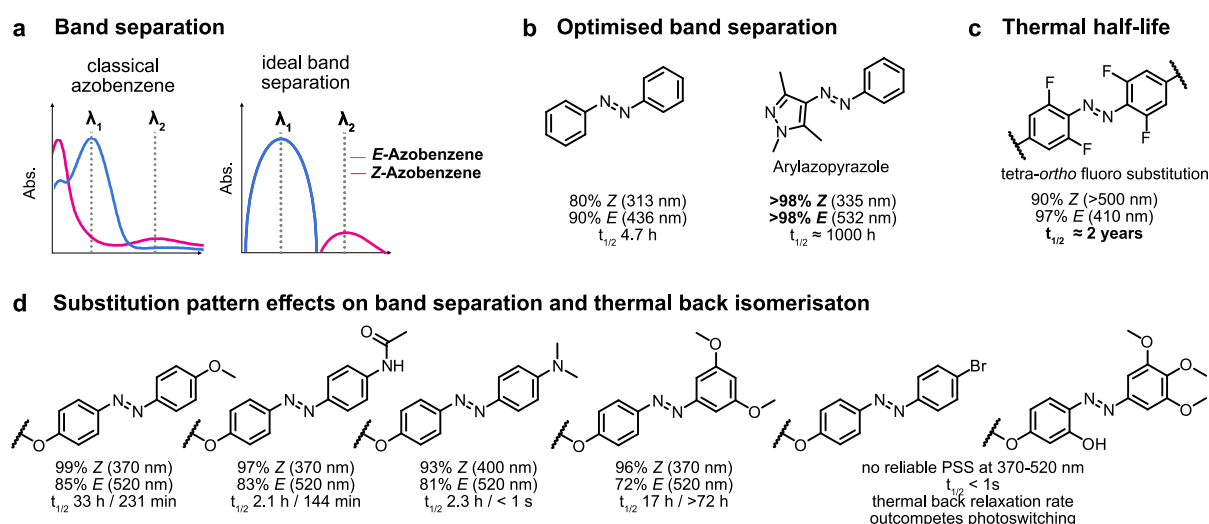 a Band separation
classical
azobenzene
λ1
λ2
Abs.
ideal band
separation
λ1
λ2
E-Azobenzene
Z-Azobenzene
Abs.
b Optimised band separation
N
N
80% Z (313 nm)
90% E (436 nm)
t1/2 4.7 h
N
N
N
N
Arylazopyrazole
>98% Z (335 nm)
>98% E (532 nm)
t1/2 ≈ 1000 h
c Thermal half-life
F
F
N
N
F
F
tetra-ortho fluoro substitution
90% Z (>500 nm)
97% E (410 nm)
t1/2 ≈ 2 years
d Substitution pattern effects on band separation and thermal back isomerisaton
O
N
N
O
99% Z (370 nm)
85% E (520 nm)
t1/2 33 h / 231 min
O
NH
N
N
O
97% Z (370 nm)
83% E (520 nm)
t1/2 2.1 h / 144 min
N
N
N
O
93% Z (400 nm)
81% E (520 nm)
t1/2 2.3 h / < 1 s
O
O
N
N
O
96% Z (370 nm)
72% E (520 nm)
t1/2 17 h / >72 h
Br
N
N
O
O
O
O
N
N
O
OH
no reliable PSS at 370-520 nm
t1/2 < 1s
thermal back relaxation rate
outcompetes photoswitching